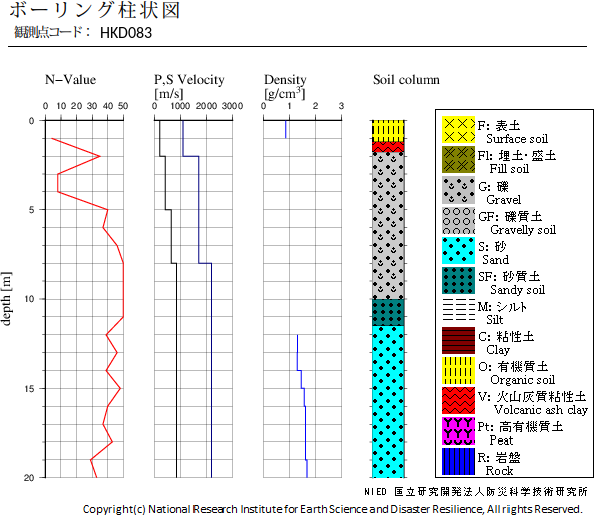 ボーリング柱状図
観測点コード： HKD083
N−Value
P,S Velocity
Density
Soil column
[m/s]
[g/cm3]
0 10 20 30 40 50
0 1000 2000 3000
0 1 2 3
0
5
10
15
20
depth [m]
F: 表土
Surface soil
Fl: 埋土・盛土
Fill soil
G: 礫
Gravel
GF: 礫質土
Gravelly soil
S: 砂
Sand
SF: 砂質土
Sandy soil
M: シルト
Silt
C: 粘性土
Clay
O: 有機質土
Organic soil
V: 火山灰質粘性土
Volcanic ash clay
Pt: 高有機質土
Peat
R: 岩盤
Rock
NIED 国立研究開発法人防災科学技術研究所
Copyright(c) National Research Institute for Earth Science and Disaster Resilience, All Rights Reserved.